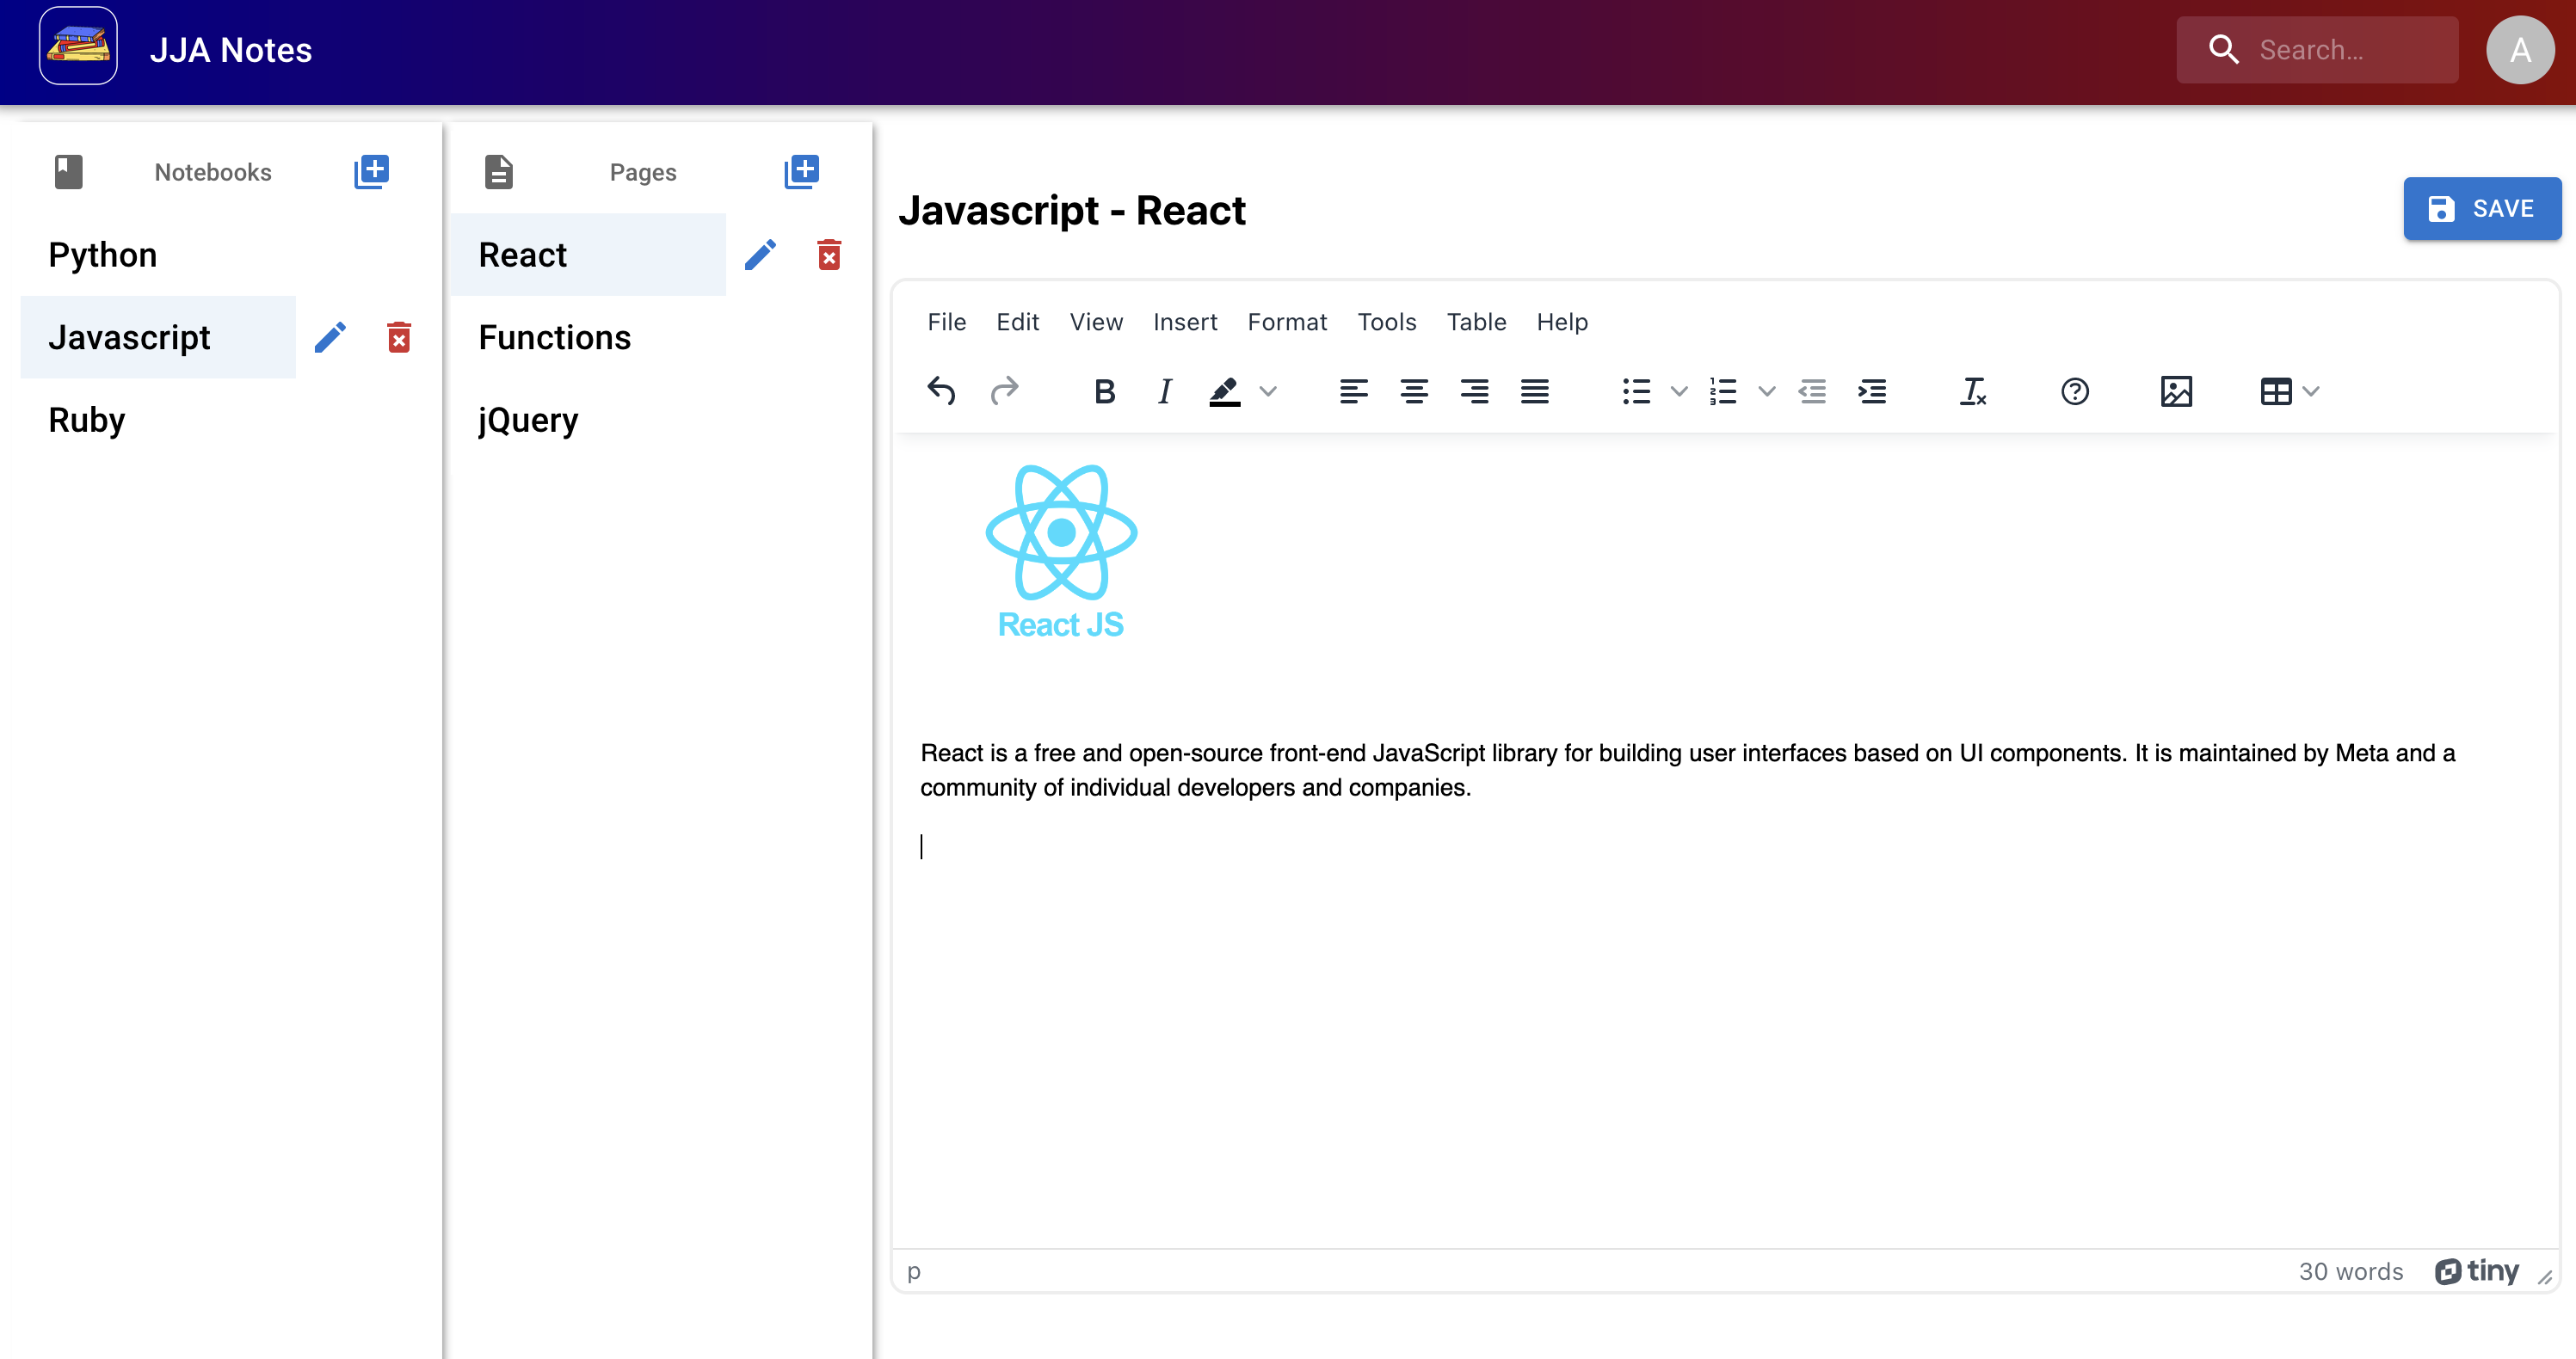 JJA Notes
Search...
A
Notebooks
Python
Javascript
Ruby
Pages
React
Functions
jQuery
Javascript - React
SAVE
File Edit View Insert Format Tools Table Help
React JS
React is a free and open-source front-end JavaScript library for building user interfaces based on UI components. It is maintained by Meta and a
community of individual developers and companies.
p
30 words
tiny